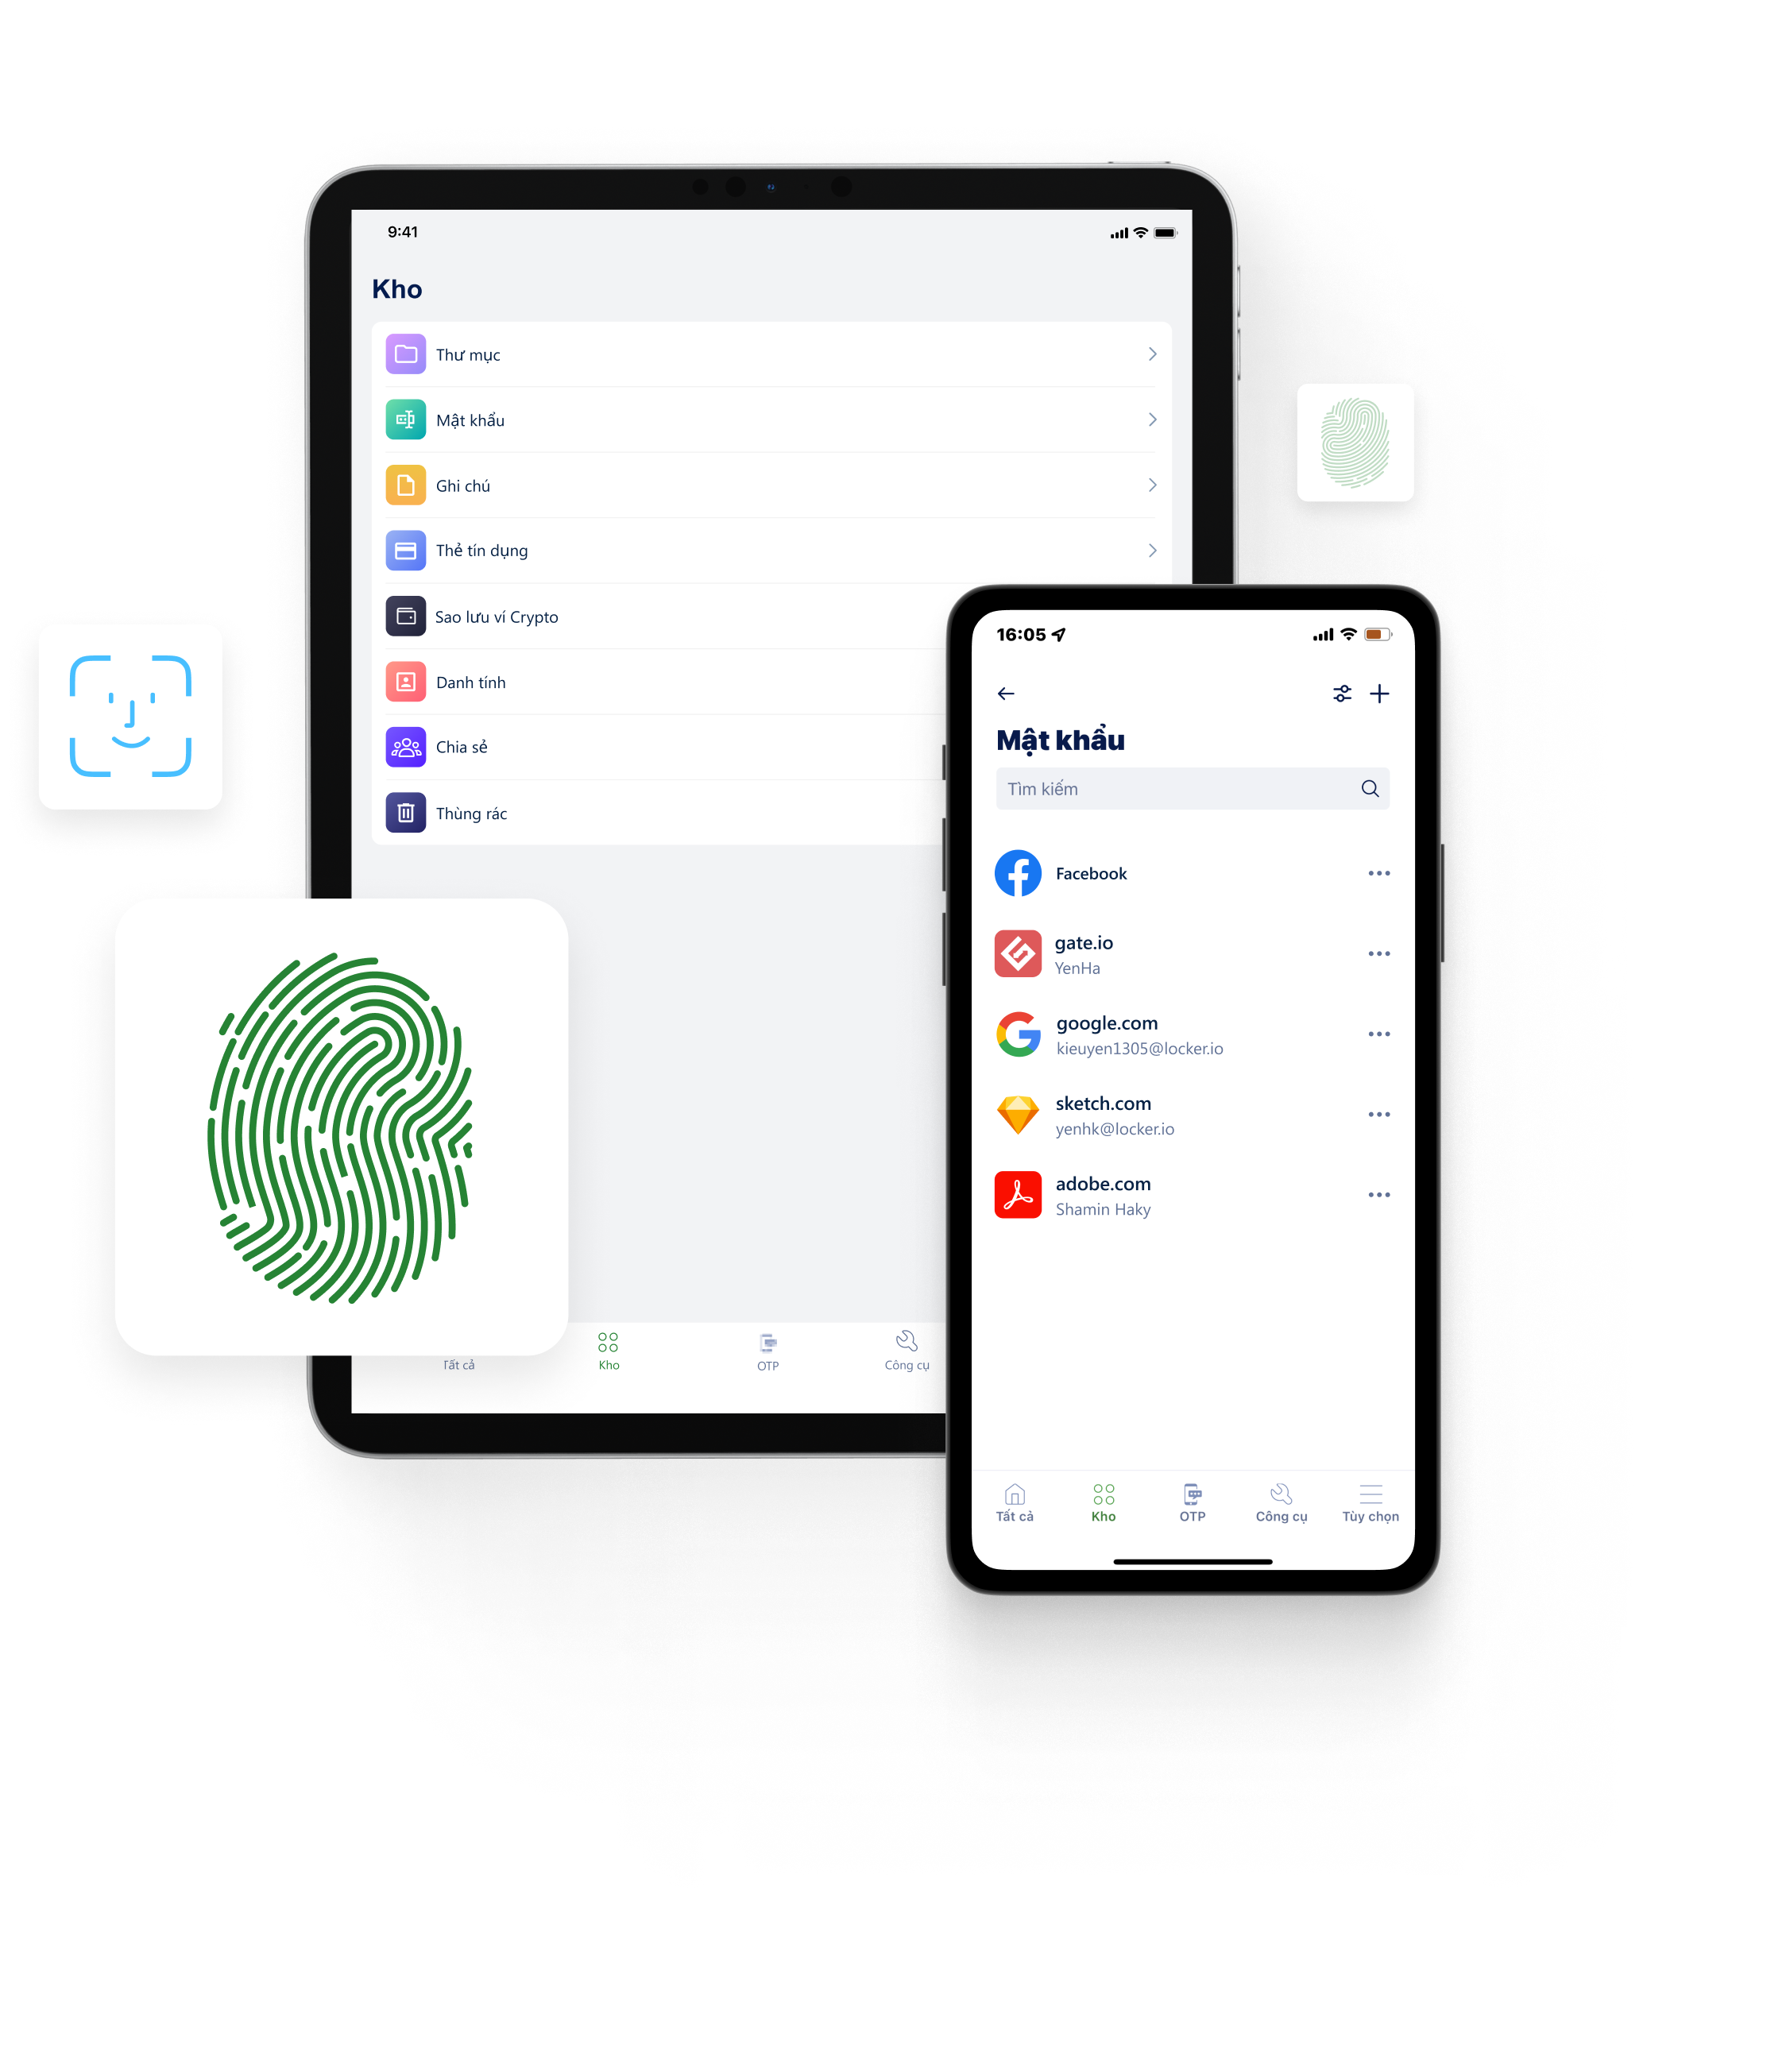 9:41
Kho
Thư mục
Mật khẩu
Ghi chú
Thẻ tín dụng
Sao lưu ví Crypto
Danh tính
Chia sẻ
Thùng rác
Tất cả
Kho
OTP
Công cụ
16:05
Mật khẩu
Tìm kiếm
Facebook
gate.io
YenHa
google.com
kieuyen1305@locker.io
sketch.com
yenhk@locker.io
adobe.com
Shamin Haky
Tất cả
Kho
OTP
Công cụ
Tùy chọn